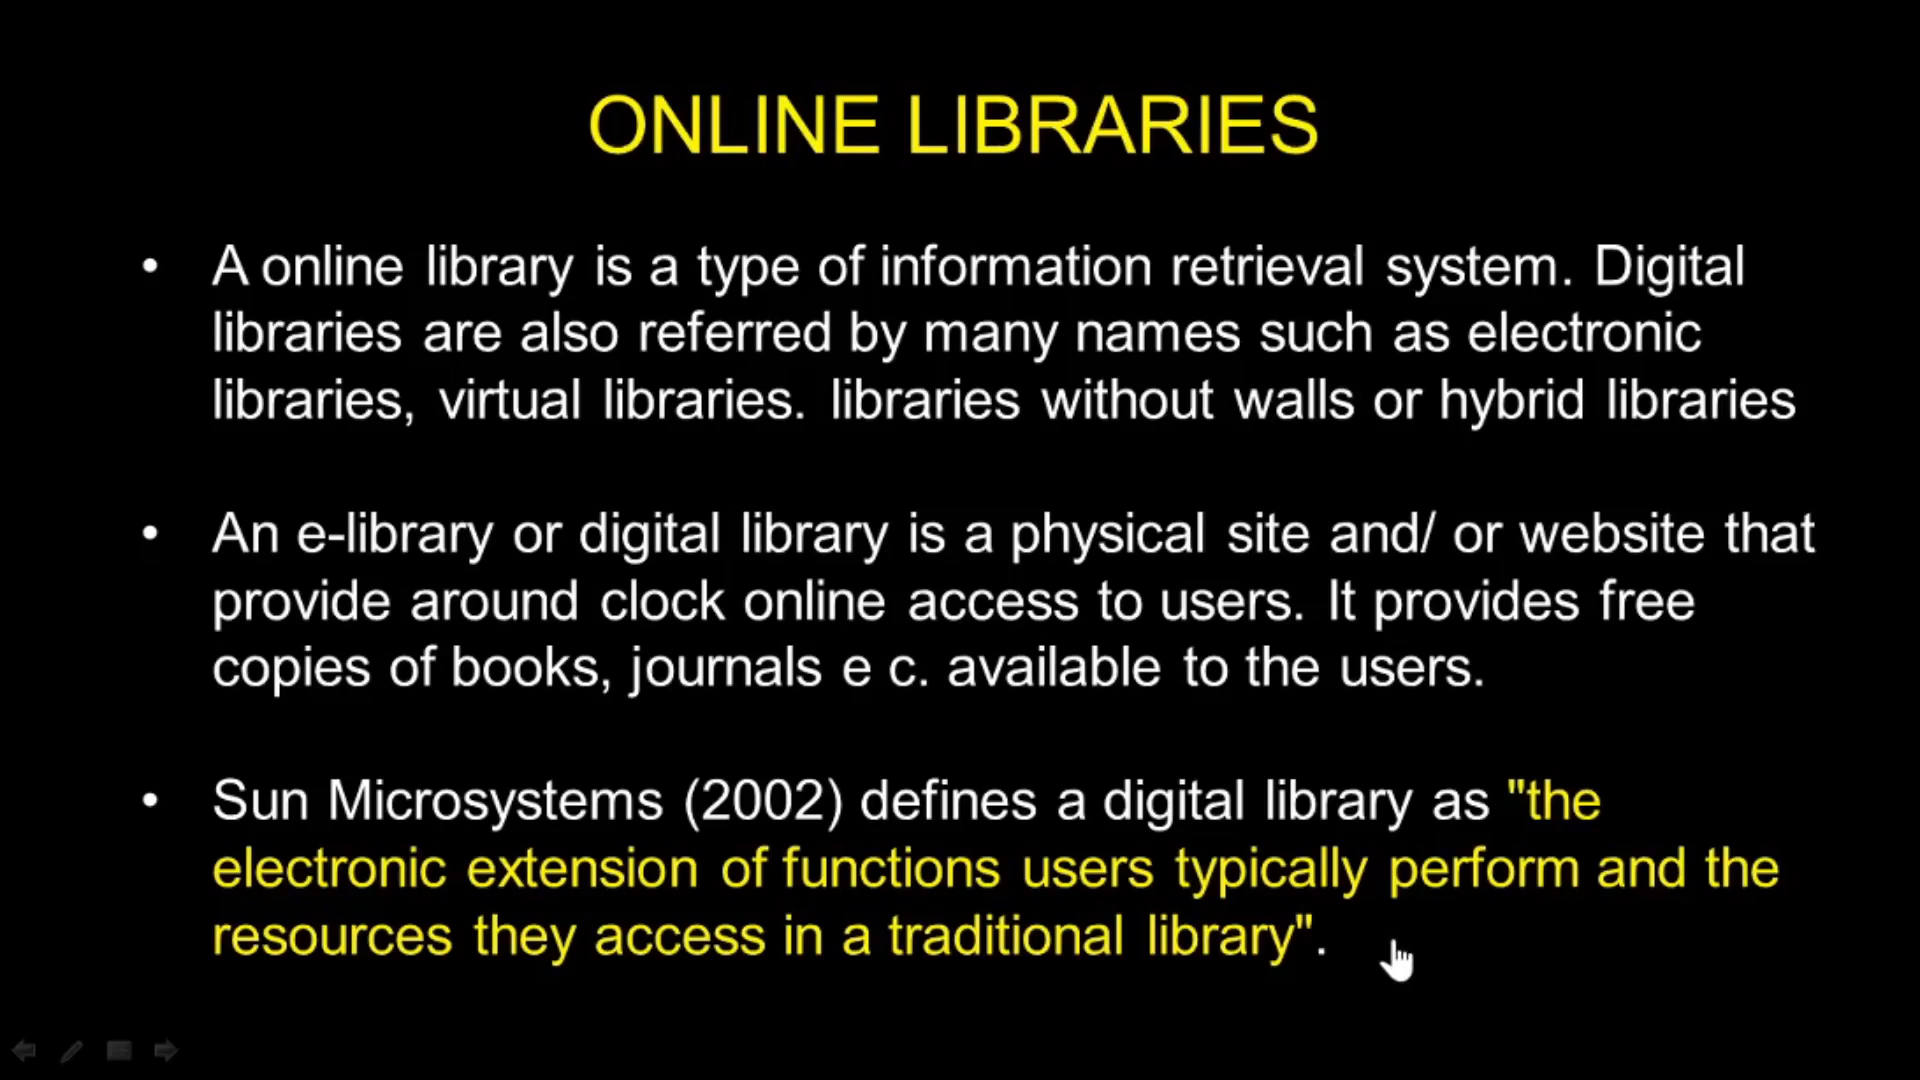 ONLINE LIBRARIES
• A online library is a type of information retrieval system. Digital
libraries are also referred by many names such as electronic
libraries, virtual libraries. libraries without walls or hybrid libraries
• An e-library or digital library is a physical site and/ or website that
provide around clock online access to users. It provides free
copies of books, journals e c. available to the users.
• Sun Microsystems (2002) defines a digital library as "the
electronic extension of functions users typically perform and the
resources they access in a traditional library".